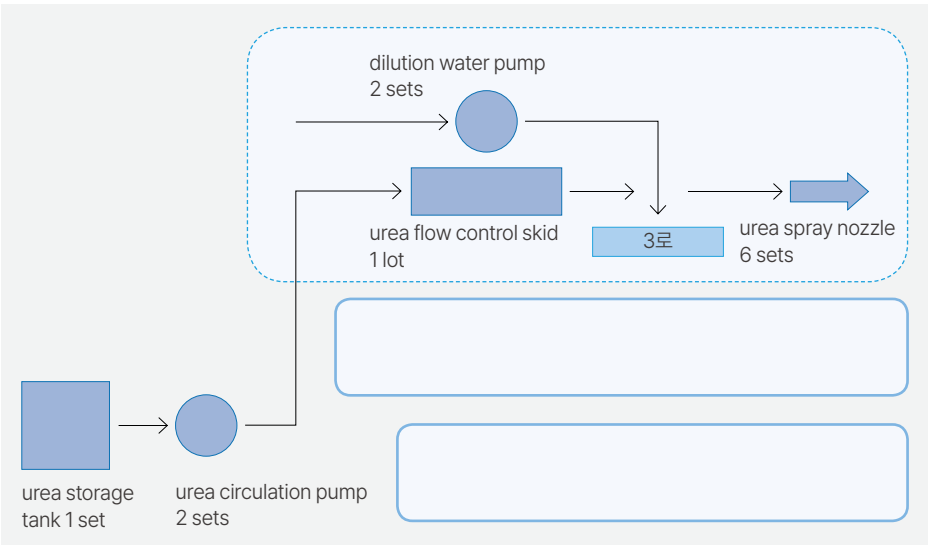 dilution water pump
2 sets
urea flow control skid
1 lot
3로
urea spray nozzle
6 sets
urea storage
tank 1 set
urea circulation pump
2 sets